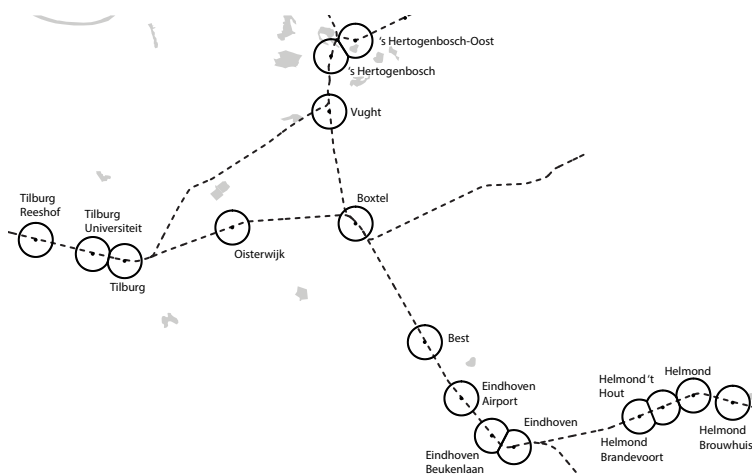 's Hertogenbosch-Oost
's Hertogenbosch
Vught
Tilburg
Reeshof
Tilburg
Universiteit
Tilburg
Oisterwijk
Boxtel
Best
Eindhoven
Airport
Eindhoven
Beukenlaan
Eindhoven
Helmond 't
Hout
Helmond
Helmond
Brandevoort
Helmond
Brouwhuis